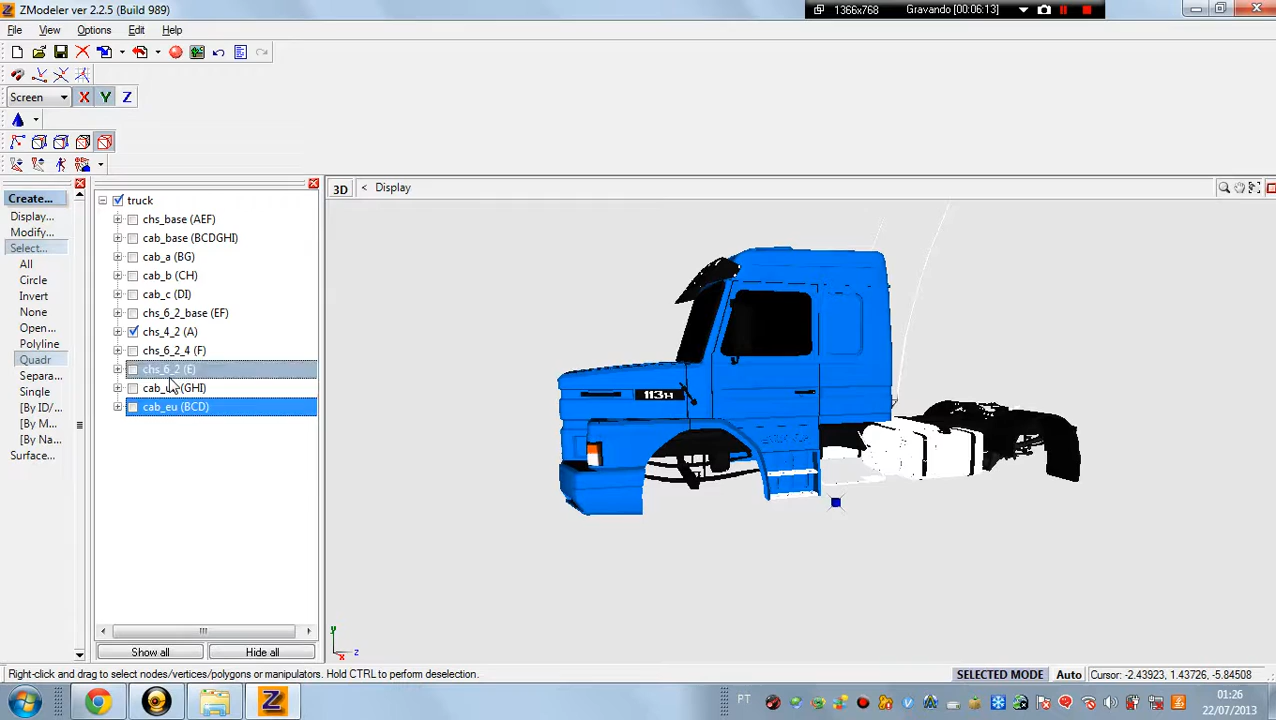 ZModeler ver 2.2.5 (Build 989)
1366x768
Gravando [00:06:13]
File
View
Options
Edit
Help
Screen
X
Y
Z
Create...
Display...
Modify...
Select...
All
Circle
Invert
None
Open...
Polyline
Quadr
Separa...
Single
[By ID/...
[By M...
[By Na...
Surface...
truck
chs_base (AEF)
cab_base (BCDGHI)
cab_a (BG)
cab_b (CH)
cab_c (DI)
chs_6_2_base (EF)
chs_4_2 (A)
chs_6_2_4 (F)
chs_6_2 (E)
(GHI)
cab_eu (BCD)
Show all
Hide all
3D
< Display
113H
y
x
z
Right-click and drag to select nodes/vertices/polygons or manipulators. Hold CTRL to perform deselection.
SELECTED MODE
Auto
Cursor: -2.43923, 1.43726, -5.84508
PT
01:26
22/07/2013